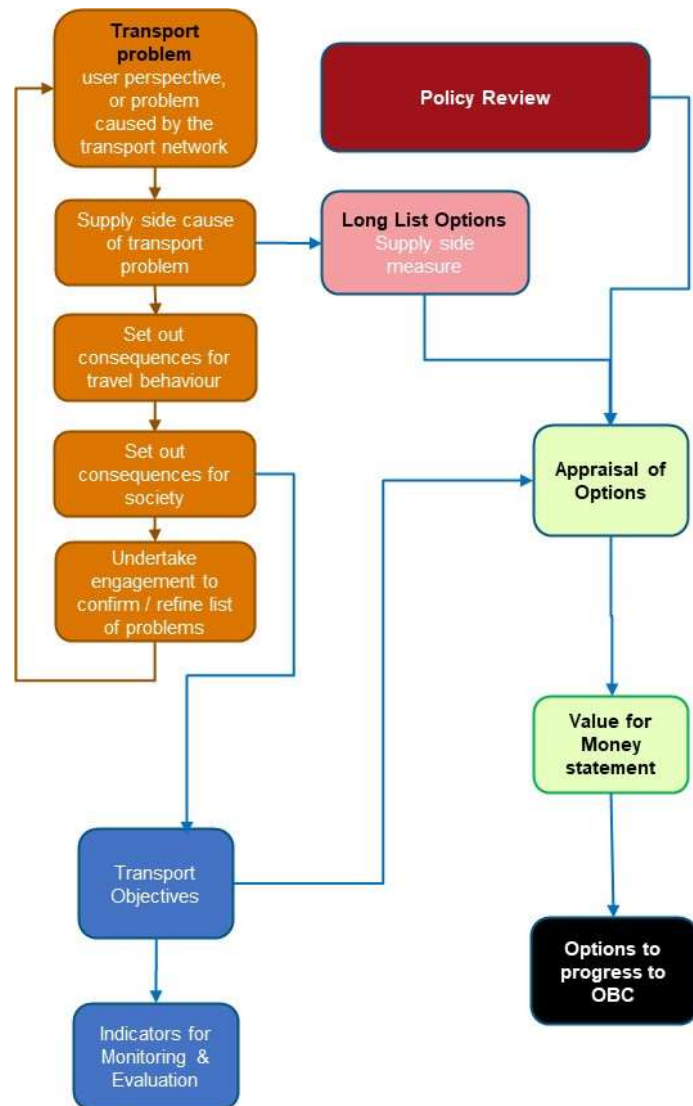 Transport
problem
user perspective,
or problem
caused by the
transport network
Policy Review
Supply side cause
of transport
problem
Long List Options
Supply side
measure
Set out
consequences for
travel behaviour
Set out
consequences for
society
Appraisal of
Options
Undertake
engagement to
confirm / refine list
of problems
Value for
Money
statement
Transport
Objectives
Options to
progress to
OBC
Indicators for
Monitoring &
Evaluation